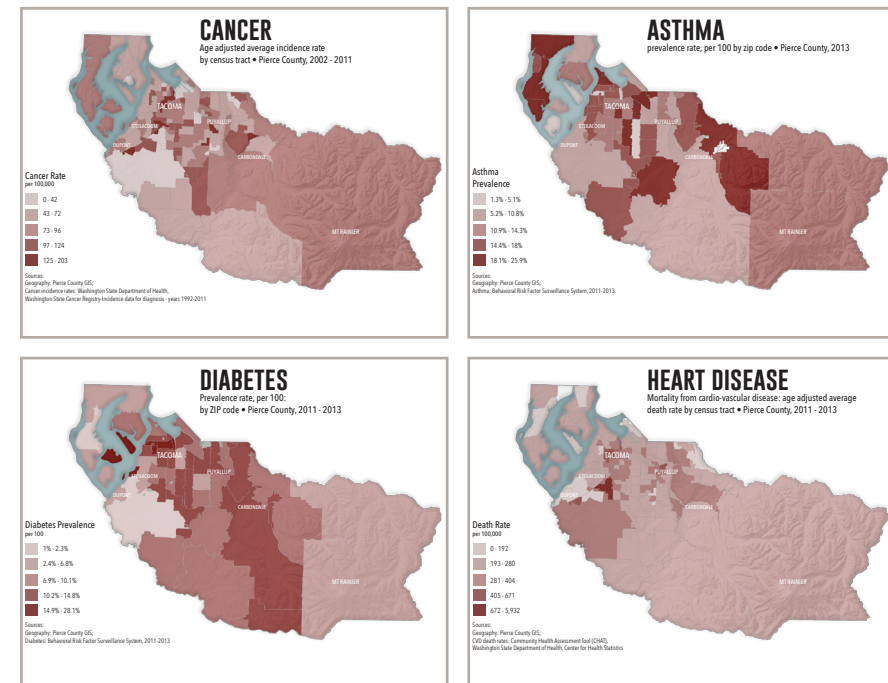 CANCER
Age adjusted average incidence rate
by census tract • Pierce County, 2002 - 2011
TACOMA
STEILACOOM
PUYALLUP
DUPONT
CARBONDALE
MT RAINLER
Cancer Rate
per 100,000
0 - 42
43 - 72
73 - 96
97 - 124
125 - 203
Sources:
Geography: Pierce County GIS;
Cancer incidence rates: Washington State Department of Health,
Washington State Cancer Registry-Incidence data for diagnosis - years 1992-2011
ASTHMA
prevalence rate, per 100 by zip code • Pierce County, 2013
TACOMA
STEILACOOM
PUYALLUP
DUPONT
CARBONDALE
MT RAINLER
Asthma
Prevalence
1.3% - 5.1%
5.2% - 10.8%
10.9% - 14.3%
14.4% - 18%
18.1% - 25.9%
Sources:
Geography: Pierce County GIS,
Asthma: Behavioral Risk Factor Surveillance System, 2011-2013.
DIABETES
Prevalence rate, per 100:
by ZIP code • Pierce County, 2011 - 2013
TACOMA
STEILACOOM
PUYALLUP
DUPONT
CARBONDALE
MT RAINLER
Diabetes Prevalence
per 100
1% - 2.3%
2.4% - 6.8%
6.9% - 10.1%
10.2% - 14.8%
14.9% - 28.1%
Sources:
Geography: Pierce County GIS;
Diabetes: Behavioral Risk Factor Surveillance System, 2011-2013
HEART DISEASE
Mortality from cardio-vascular disease: age adjusted average
death rate by census tract • Pierce County, 2011 - 2013
TACOMA
STEILACOOM
PUYALLUP
DUPONT
CARBONDALE
MT RAINLER
Death Rate
per 100,000
0 - 192
193 - 280
281 - 404
405 - 671
672 - 5,932
Sources:
Geography: Pierce County GIS;
CVD death rates: Community Health Assessment Tool (CHAT),
Washington State Department of Health, Center for Health Statistics